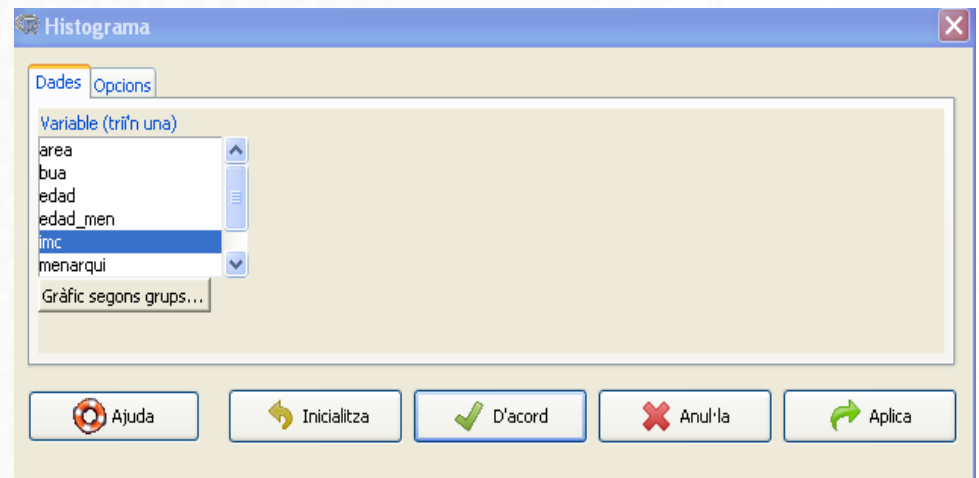 Histograma
Dades Opcions
Variable (triï'n una)
area
bua
edad
edad_men
imc
menarqui
Gràfic segons grups...
Ajuda Inicialitza D'acord Anul·la Aplica